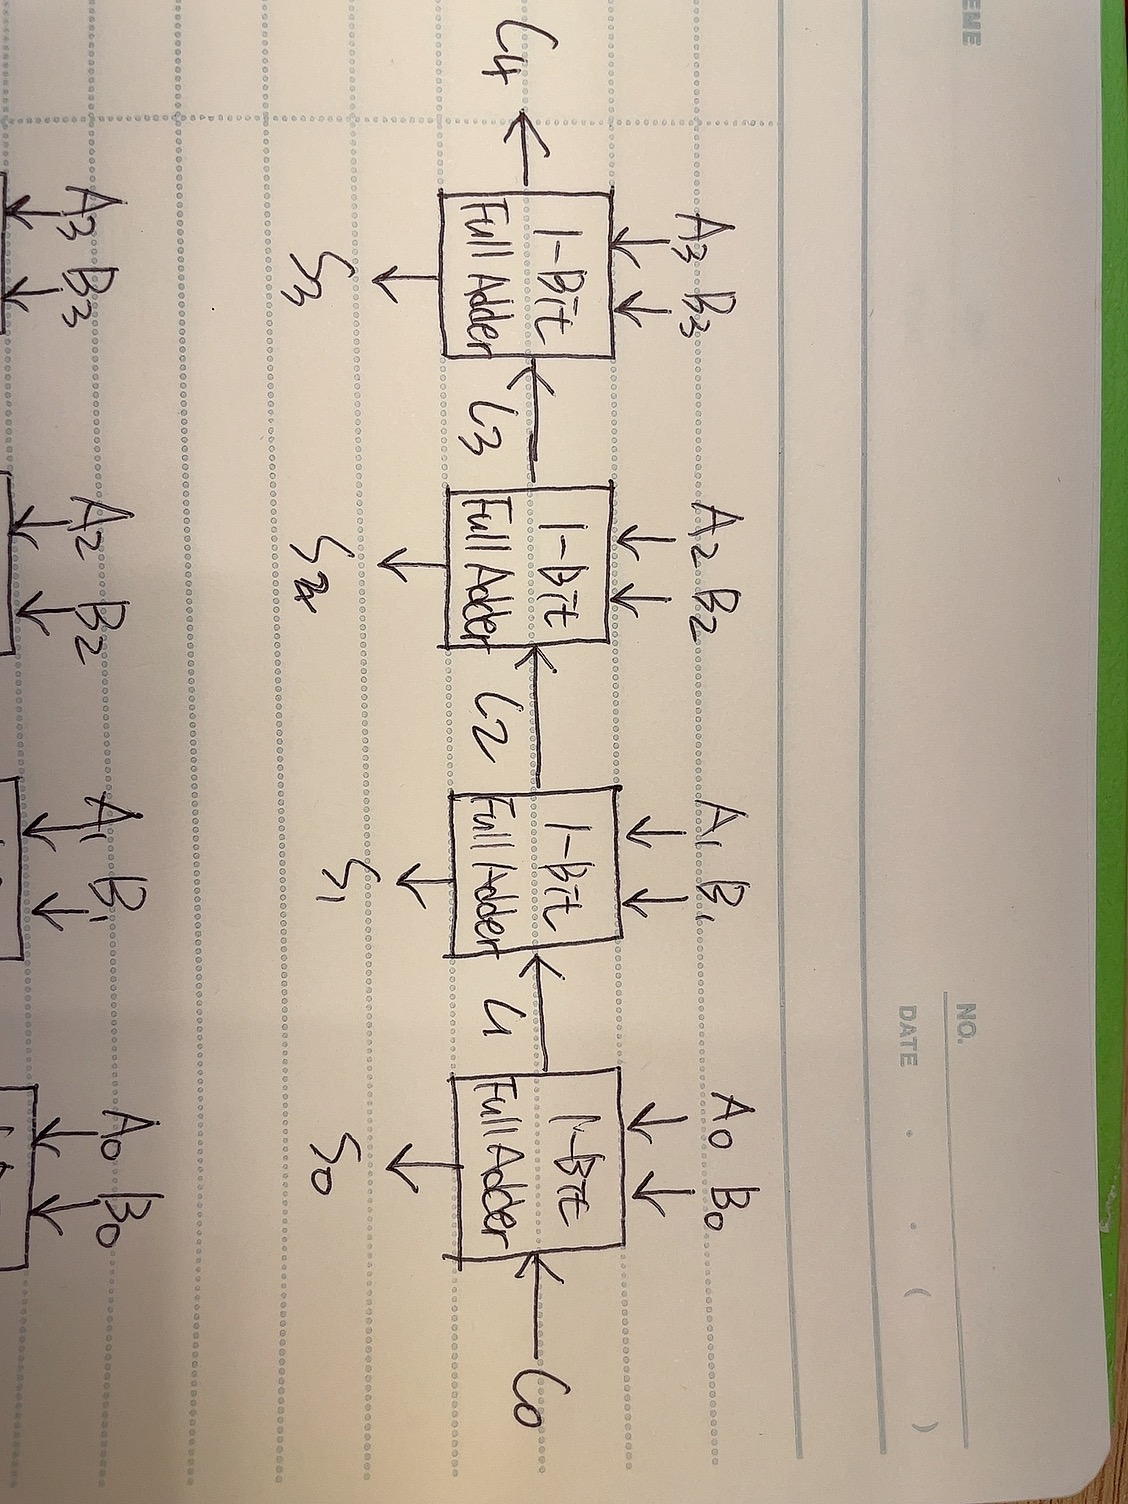 NO.
DATE . . ( )
A3 B3 A2 B2 A1 B1 A0 B0
C4 1-Bit Full Adder C3 1-Bit Full Adder C2 1-Bit Full Adder C1 1-Bit Full Adder C0
S3 S2 S1 S0
A3 B3 A2 B2 A1 B1 A0 B0